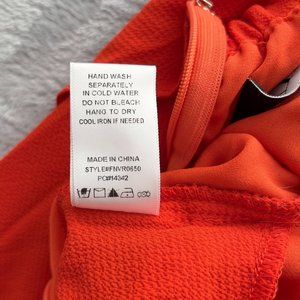 HAND WASH
SEPARATELY
IN COLD WATER
DO NOT BLEACH
HANG TO DRY
COOL IRON IF NEEDED
MADE IN CHINA
STYLE#FNVR0650
PO#14342